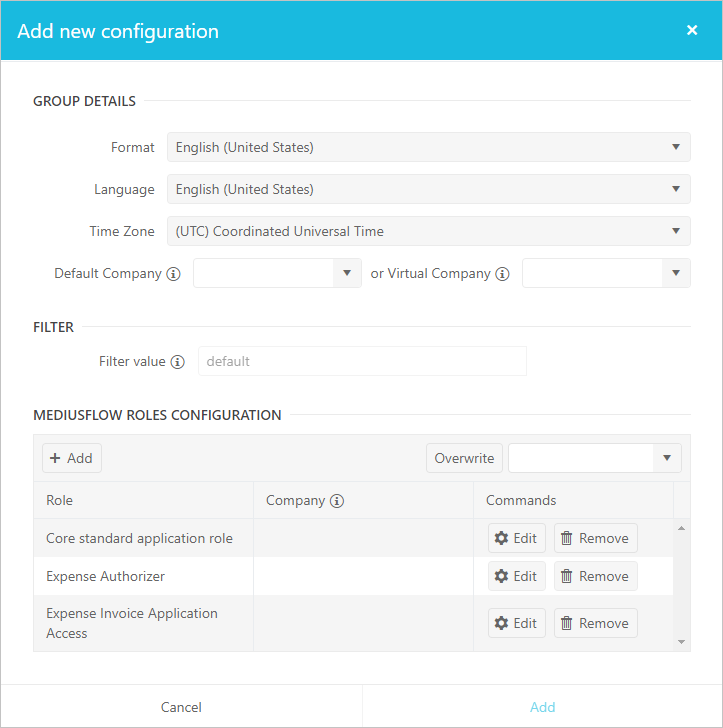 Add new configuration ×
GROUP DETAILS
Format English (United States)
Language English (United States)
Time Zone (UTC) Coordinated Universal Time
Default Company or Virtual Company
FILTER
Filter value default
MEDIUSFLOW ROLES CONFIGURATION
+ Add Overwrite
Role Company Commands
Core standard application role Edit Remove
Expense Authorizer Edit Remove
Expense Invoice Application
Access Edit Remove
Cancel Add